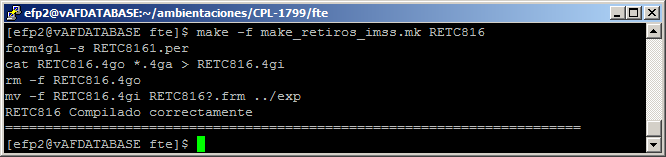 efp2@vAFDATABASE:~/ambientaciones/CPL-1799/fte
[efp2@vAFDATABASE fte]$ make -f make_retiros_imss.mk RETC816
form4gl -s RETC8161.per
cat RETC816.4go *.4ga > RETC816.4gi
rm -f RETC816.4go
mv -f RETC816.4gi RETC816?.frm ../exp
RETC816 Compilado correctamente
========================================================================
[efp2@vAFDATABASE fte]$